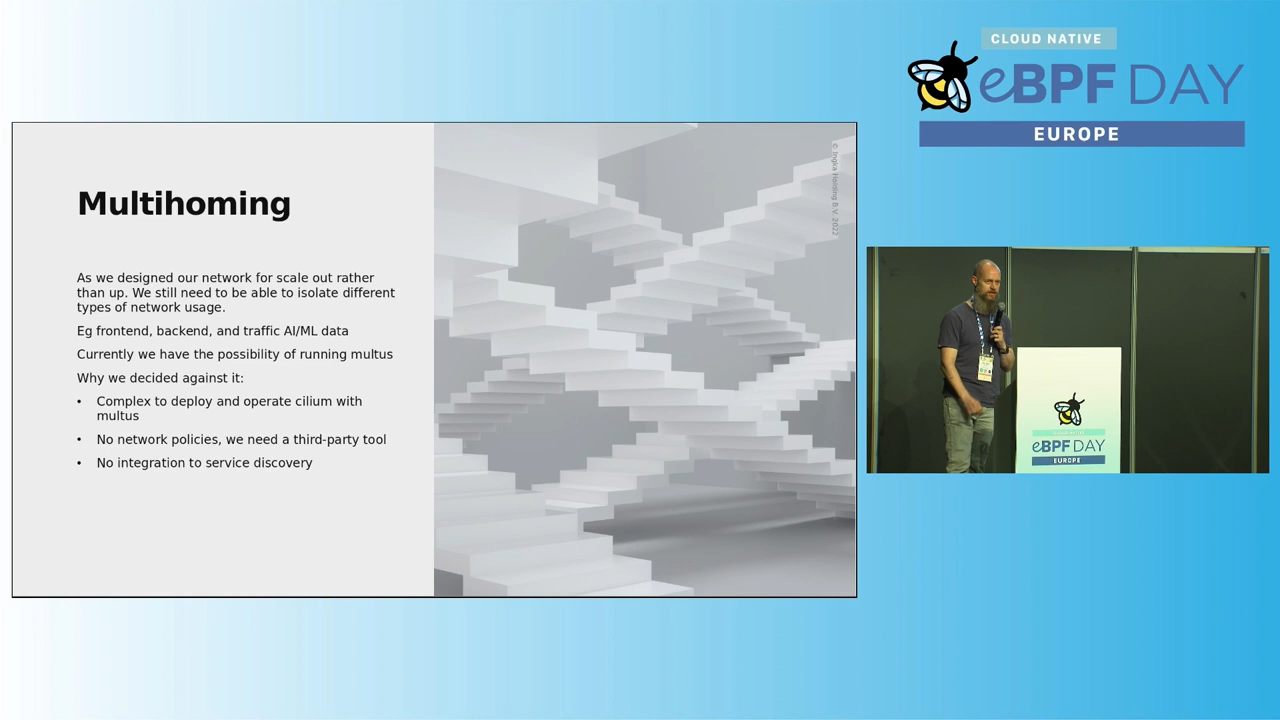 CLOUD NATIVE
eBPF DAY
EUROPE
Multihoming
© Ingka Holding B.V. 2022
As we designed our network for scale out rather
than up. We still need to be able to isolate different
types of network usage.
Eg frontend, backend, and traffic AI/ML data
Currently we have the possibility of running multus
Why we decided against it:
• Complex to deploy and operate cilium with
multus
• No network policies, we need a third-party tool
• No integration to service discovery
eBPF DAY
EUROPE